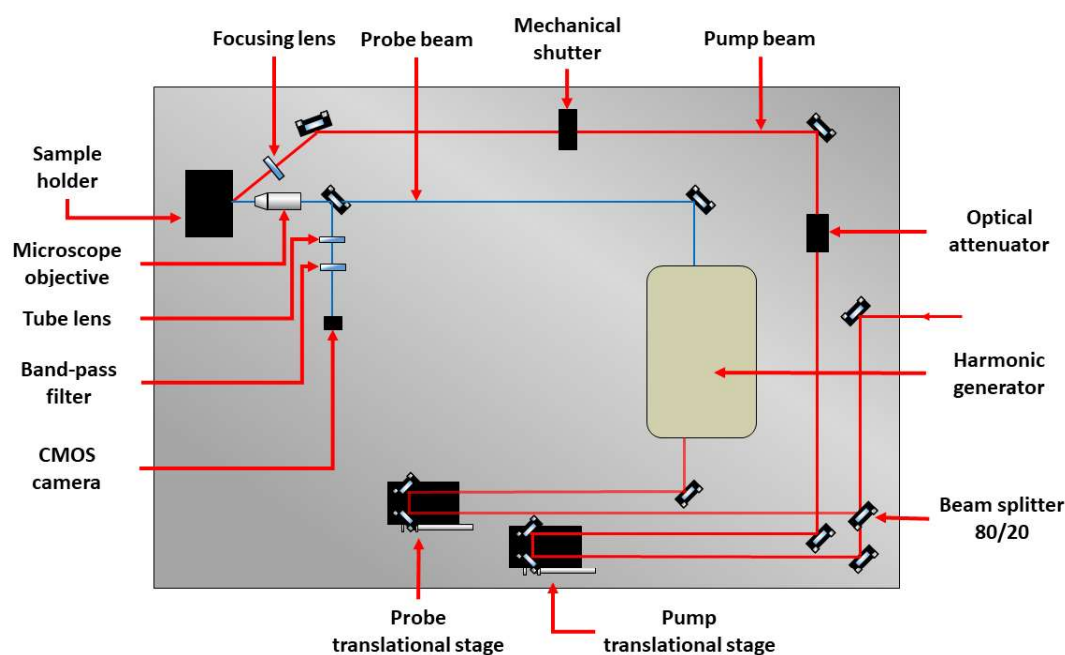 Focusing lens
Probe beam
Mechanical
shutter
Pump beam
Sample
holder
Microscope
objective
Tube lens
Band-pass
filter
CMOS
camera
Optical
attenuator
Harmonic
generator
Beam splitter
80/20
Probe
translational stage
Pump
translational stage